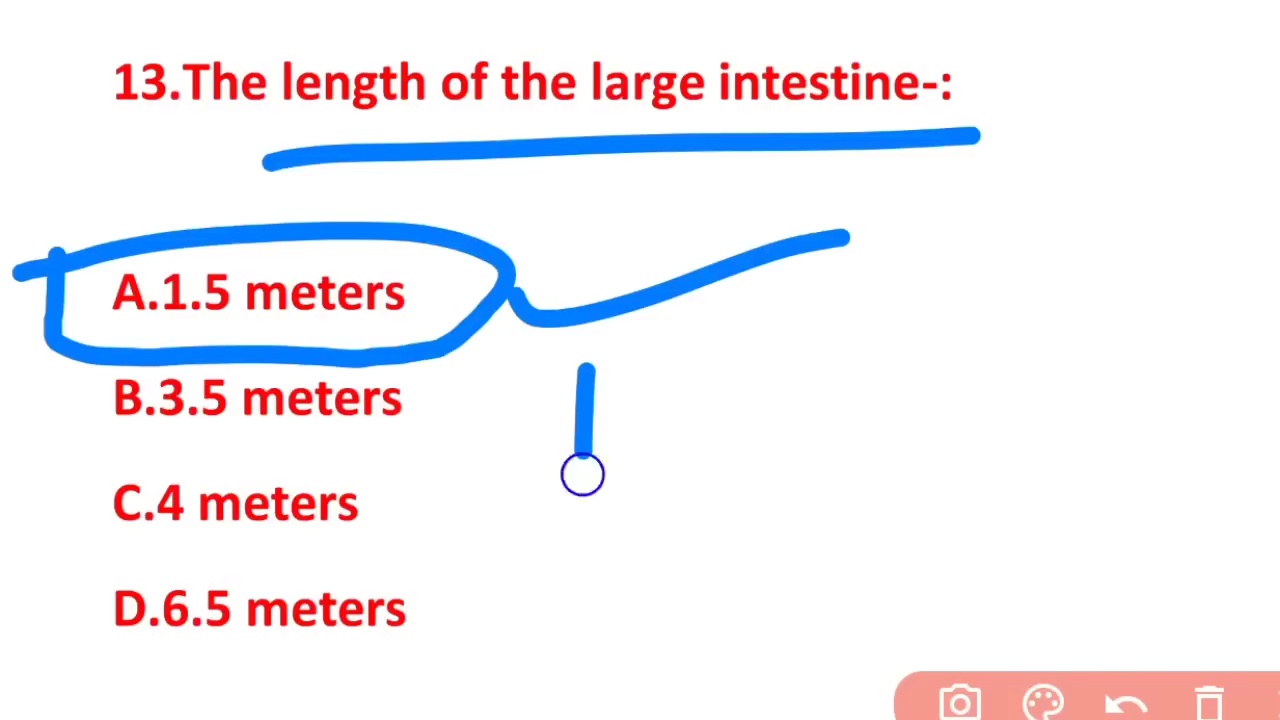 13.The length of the large intestine-:
A.1.5 meters
B.3.5 meters
C.4 meters
D.6.5 meters